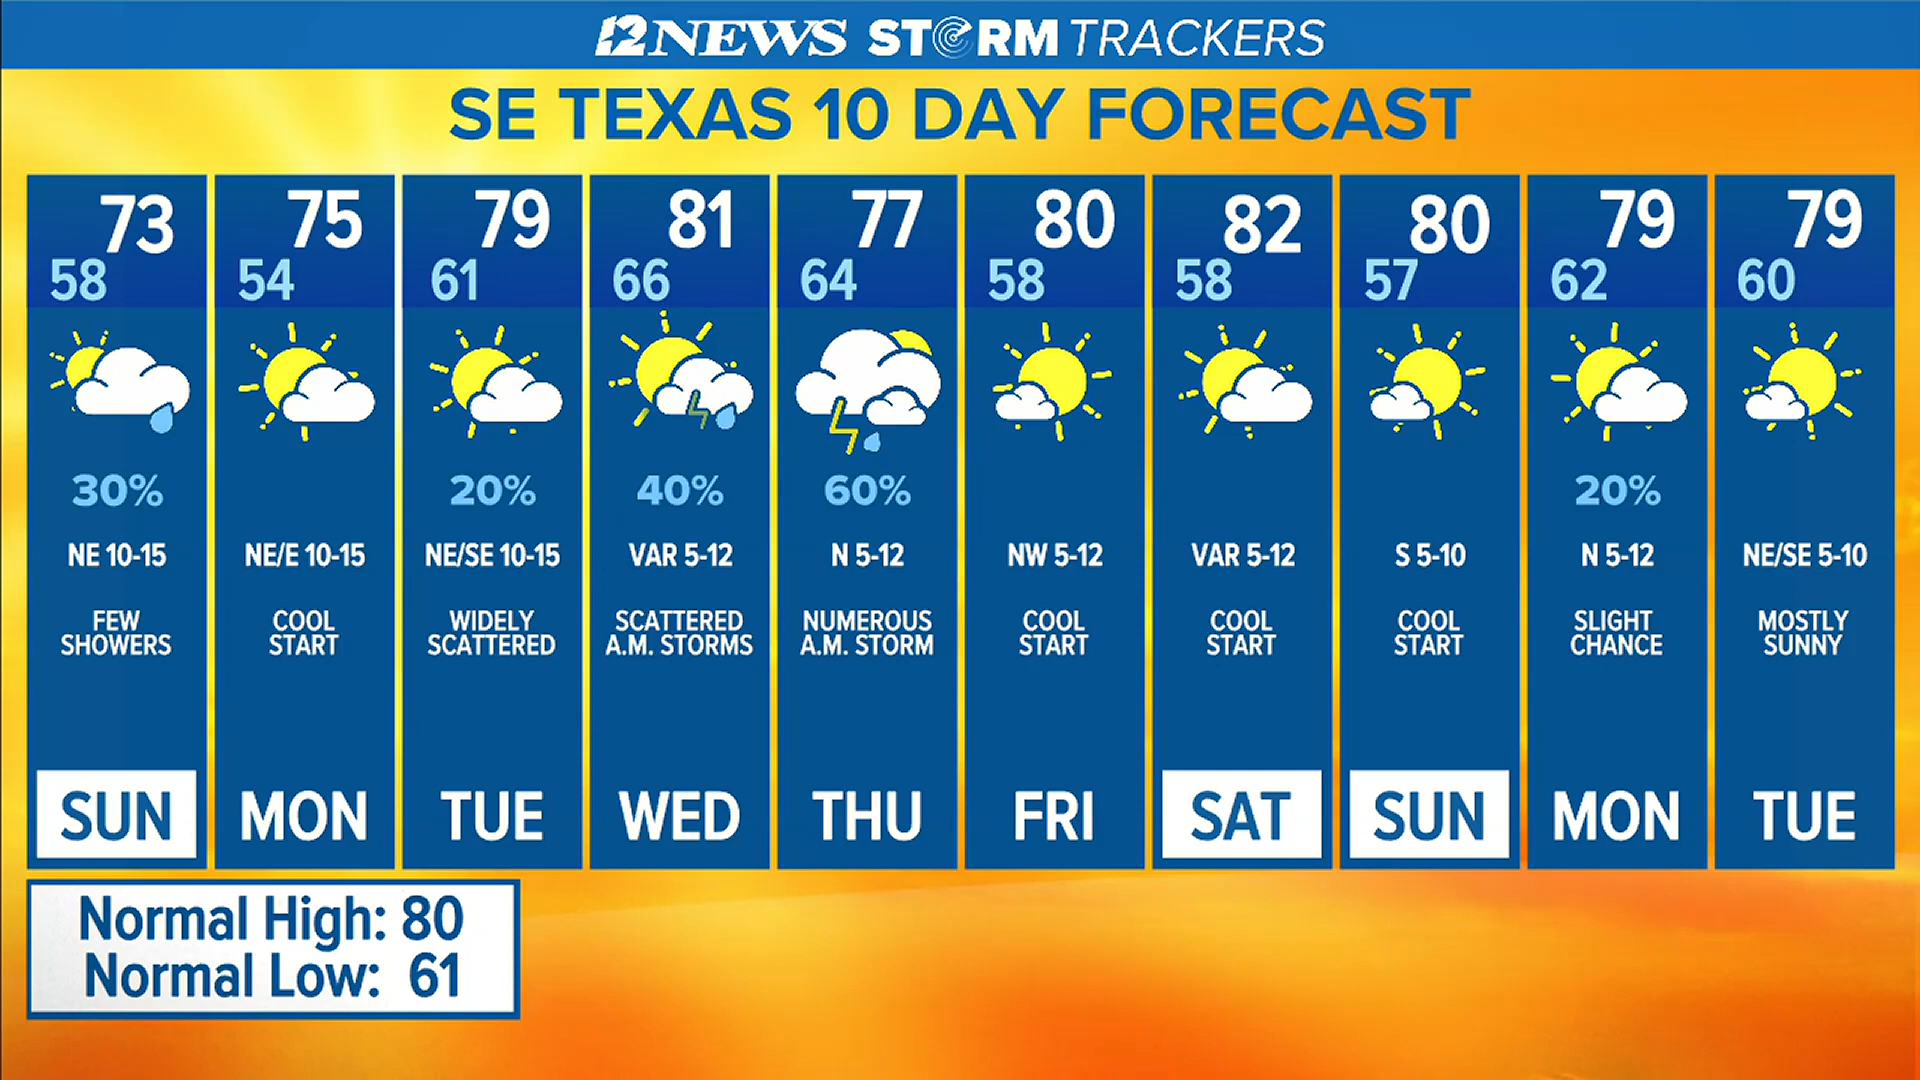 12NEWS STORM TRACKERS
SE TEXAS 10 DAY FORECAST
73
58
30%
NE 10-15
FEW
SHOWERS
SUN
75
54
NE/E 10-15
COOL
START
MON
79
61
20%
NE/SE 10-15
WIDELY
SCATTERED
TUE
81
66
40%
VAR 5-12
SCATTERED
A.M. STORMS
WED
77
64
60%
N 5-12
NUMEROUS
A.M. STORM
THU
80
58
NW 5-12
COOL
START
FRI
82
58
VAR 5-12
COOL
START
SAT
80
57
S 5-10
COOL
START
SUN
79
62
20%
N 5-12
SLIGHT
CHANCE
MON
79
60
NE/SE 5-10
MOSTLY
SUNNY
TUE
Normal High: 80
Normal Low: 61